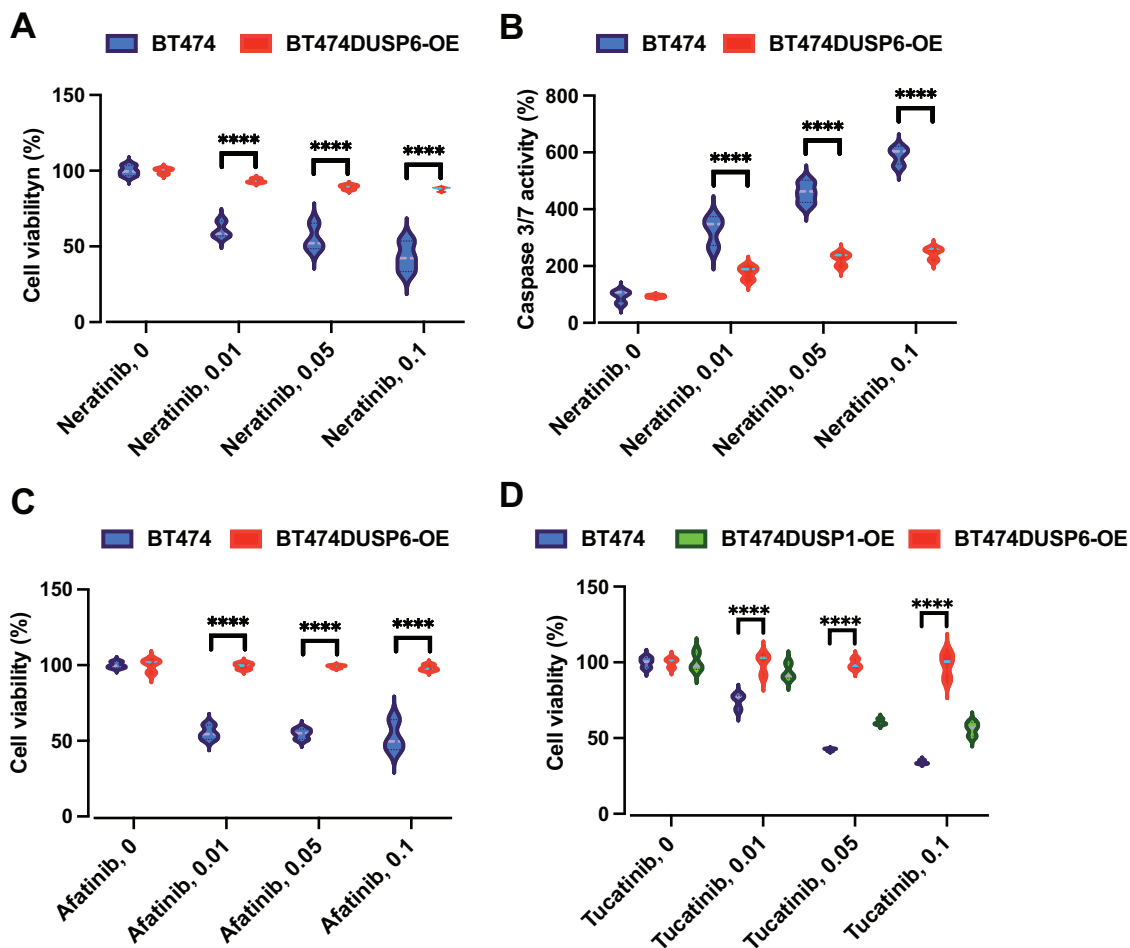 A
BT474 BT474DUSP6-OE
Cell viabilityn (%)
150
100
50
0
**** **** ****
Neratinib, 0
Neratinib, 0.01
Neratinib, 0.05
Neratinib, 0.1
B
BT474 BT474DUSP6-OE
Caspase 3/7 activity (%)
800
600
400
200
0
**** **** ****
Neratinib, 0
Neratinib, 0.01
Neratinib, 0.05
Neratinib, 0.1
C
BT474 BT474DUSP6-OE
Cell viability (%)
150
100
50
0
**** **** ****
Afatinib, 0
Afatinib, 0.01
Afatinib, 0.05
Afatinib, 0.1
D
BT474 BT474DUSP1-OE BT474DUSP6-OE
Cell viablity (%)
150
100
50
0
**** **** ****
Tucatinib, 0
Tucatinib, 0.01
Tucatinib, 0.05
Tucatinib, 0.1